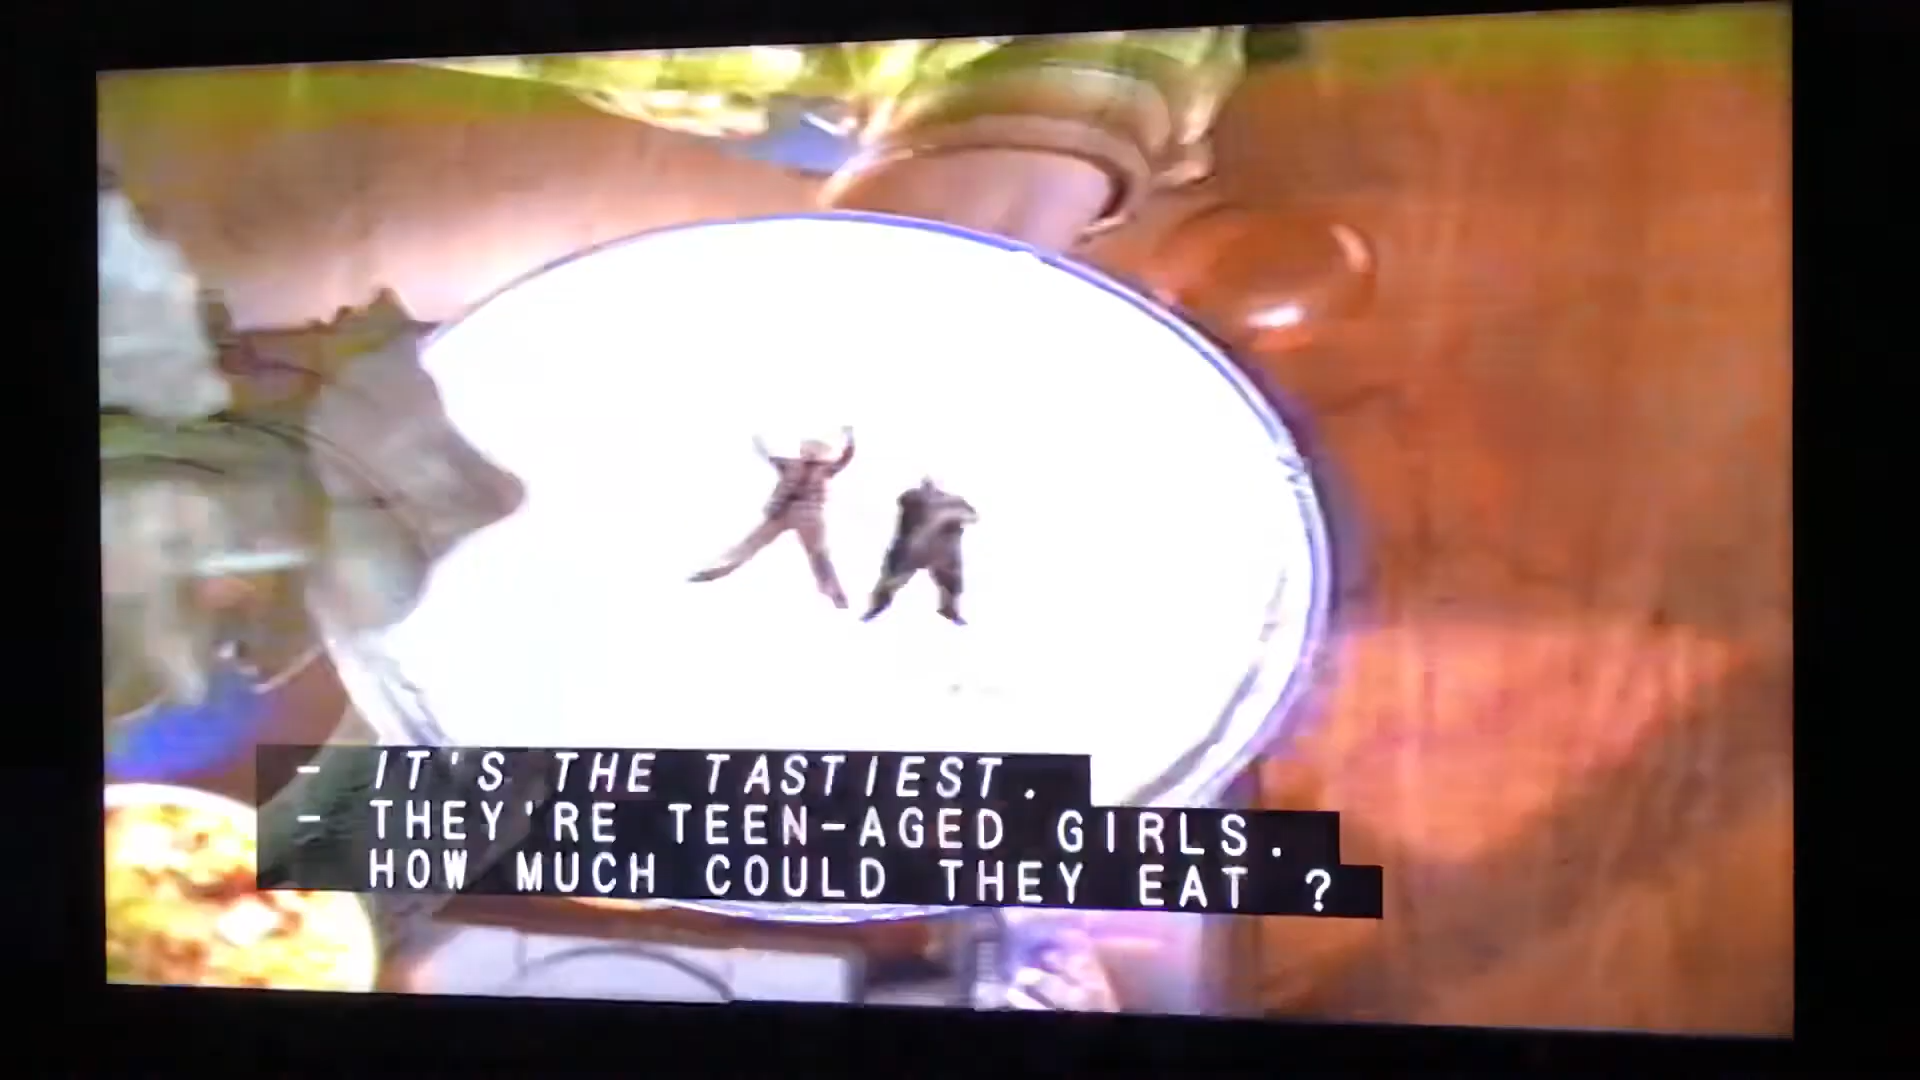 - IT'S THE TASTIEST.
- THEY'RE TEEN-AGED GIRLS.
HOW MUCH COULD THEY EAT ?